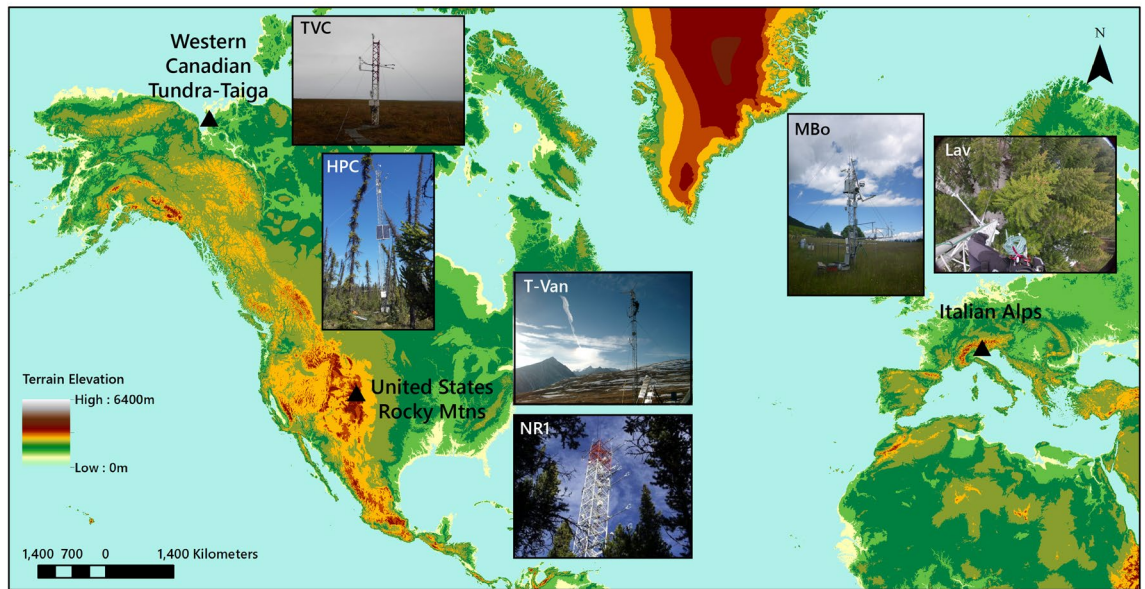 Western
Canadian
Tundra-Taiga
TVC
HPC
T-Van
NR1
MBo
Lav
N
Italian Alps
United States
Rocky Mtns
Terrain Elevation
High : 6400m
Low : 0m
1,400 700 0 1,400 Kilometers